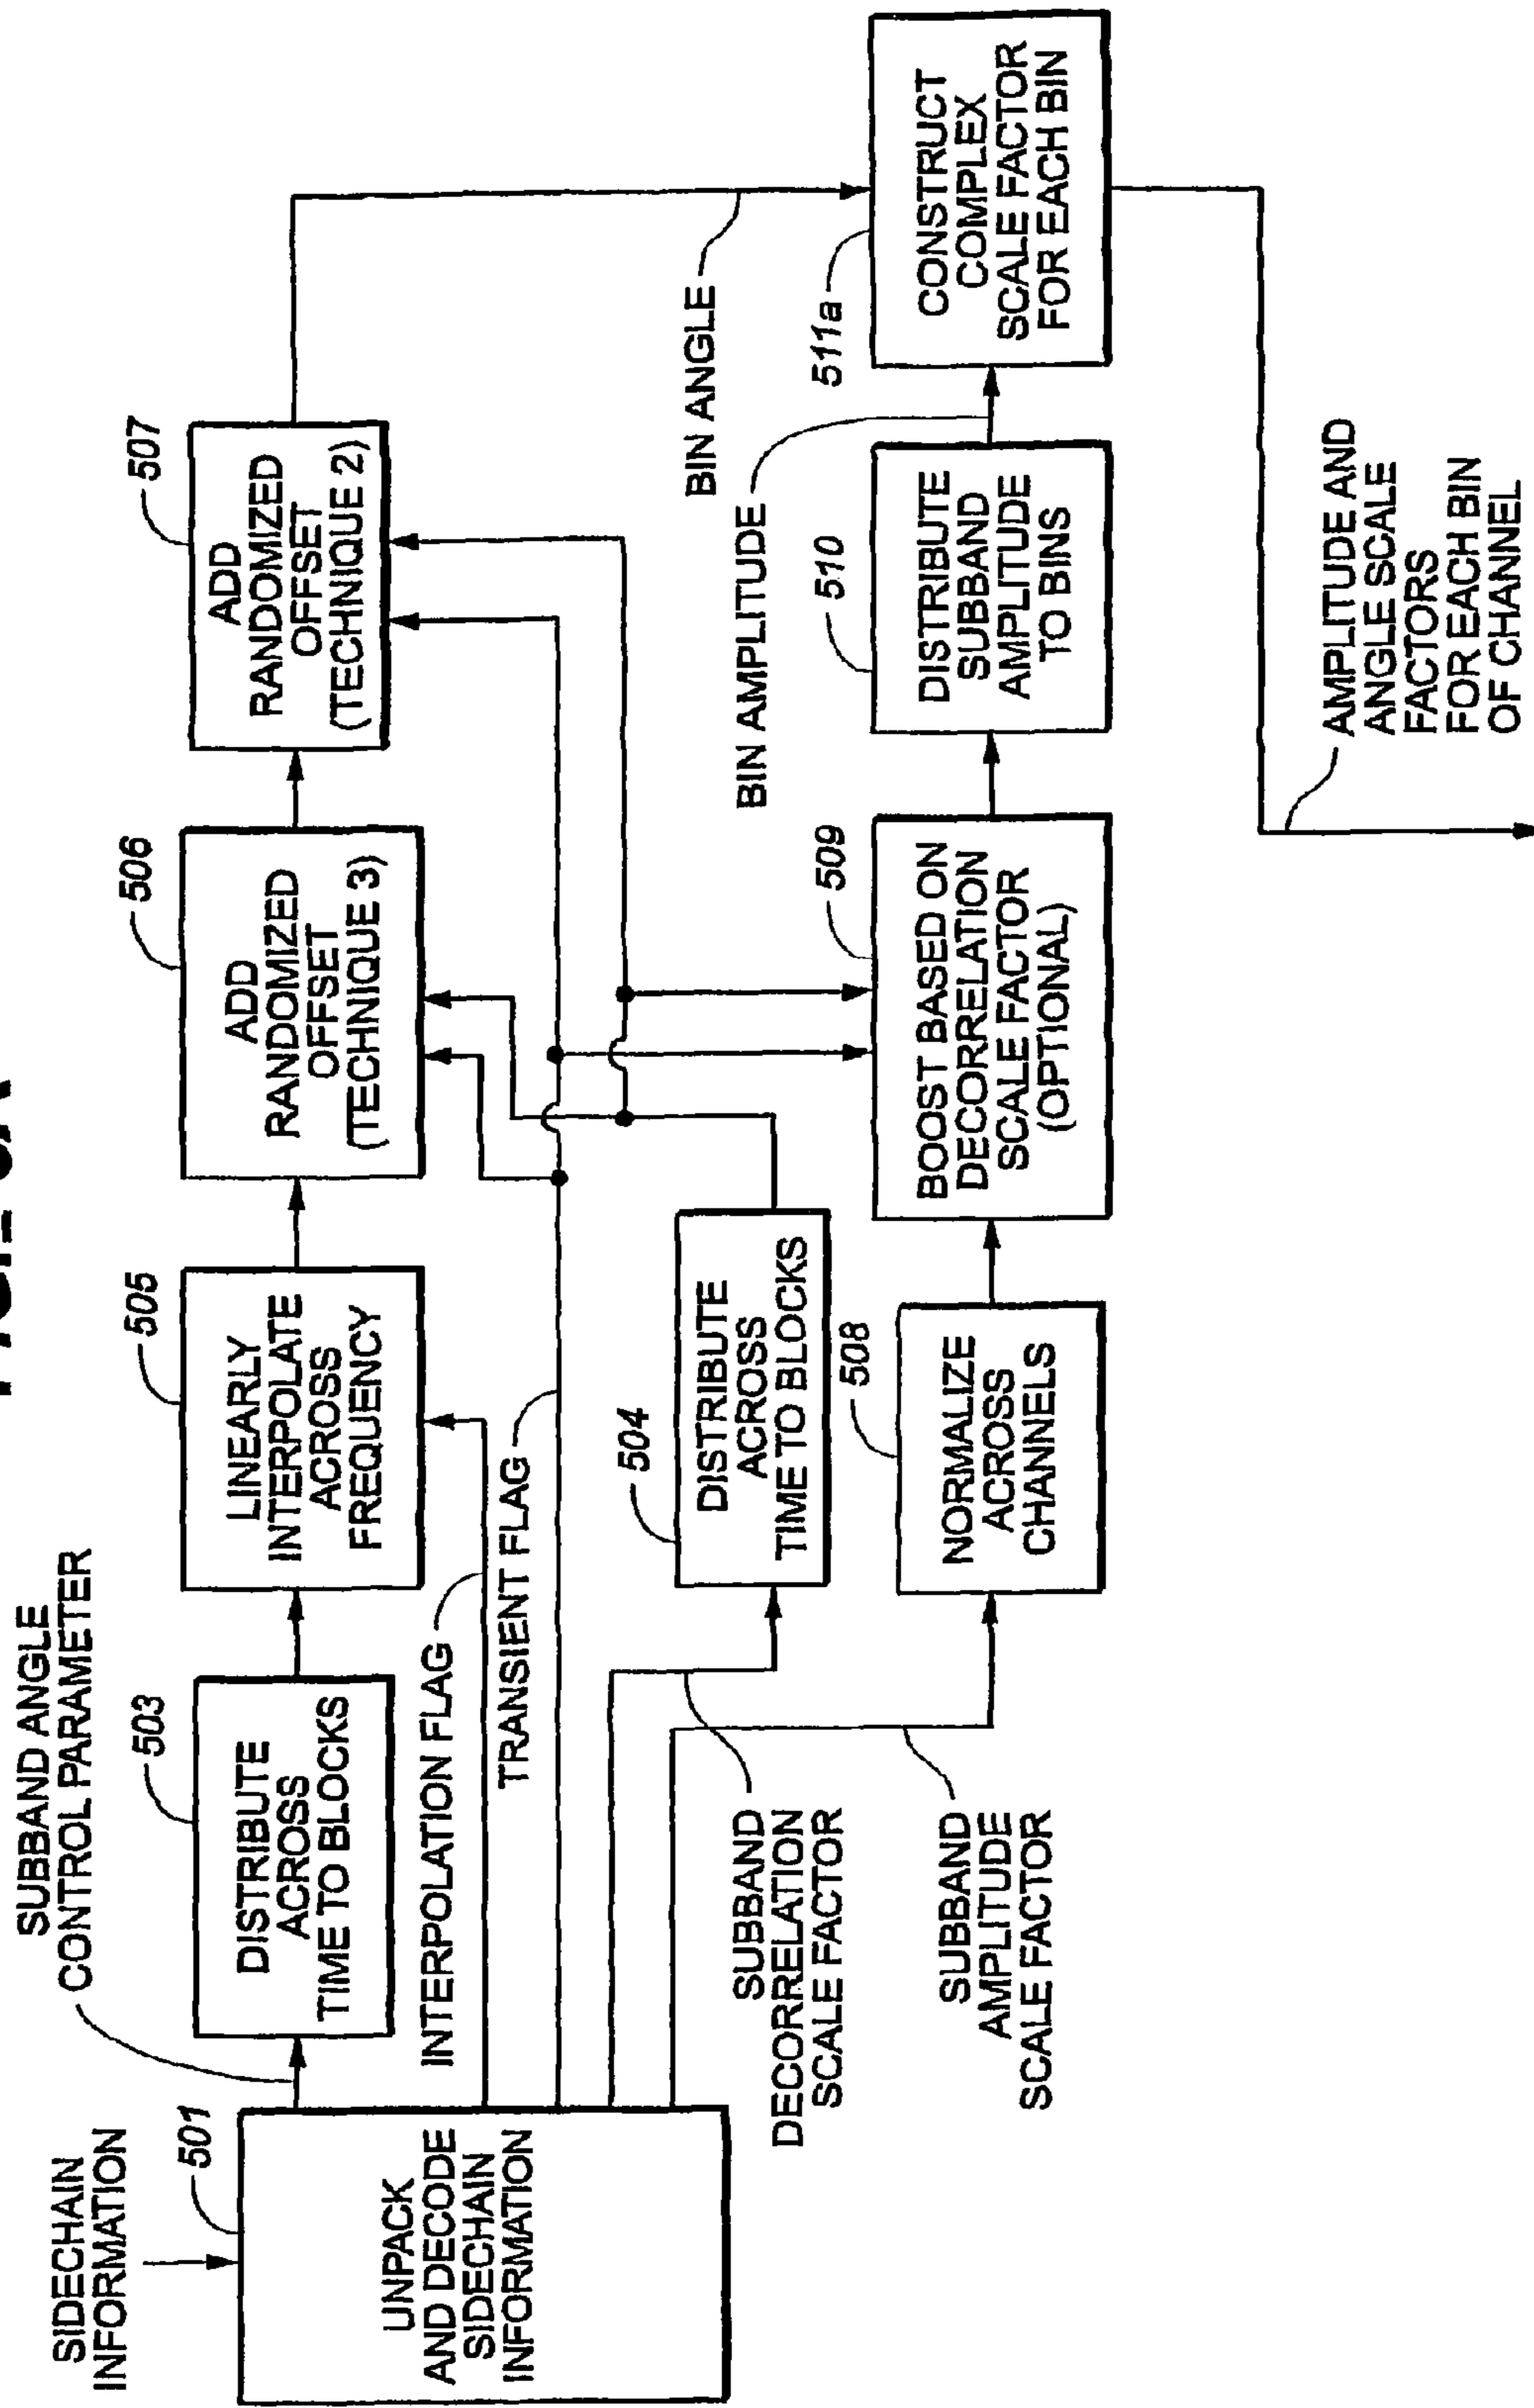 SIDECHAIN
INFORMATION
501
UNPACK
AND DECODE
SIDECHAIN
INFORMATION
SUBBAND ANGLE
CONTROL PARAMETER
503
DISTRIBUTE
ACROSS
TIME TO BLOCKS
505
LINEARLY
INTERPOLATE
ACROSS
FREQUENCY
506
ADD
RANDOMIZED
OFFSET
(TECHNIQUE 3)
507
ADD
RANDOMIZED
OFFSET
(TECHNIQUE 2)
INTERPOLATION FLAG
TRANSIENT FLAG
504
DISTRIBUTE
ACROSS
TIME TO BLOCKS
SUBBAND
DECORRELATION
SCALE FACTOR
508
NORMALIZE
ACROSS
CHANNELS
SUBBAND
AMPLITUDE
SCALE FACTOR
509
BOOST BASED ON
DECORRELATION
SCALE FACTOR
(OPTIONAL)
BIN AMPLITUDE
510
DISTRIBUTE
SUBBAND
AMPLITUDE
TO BINS
BIN ANGLE
511a
CONSTRUCT
COMPLEX
SCALE FACTOR
FOR EACH BIN
AMPLITUDE AND
ANGLE SCALE
FACTORS
FOR EACH BIN
OF CHANNEL